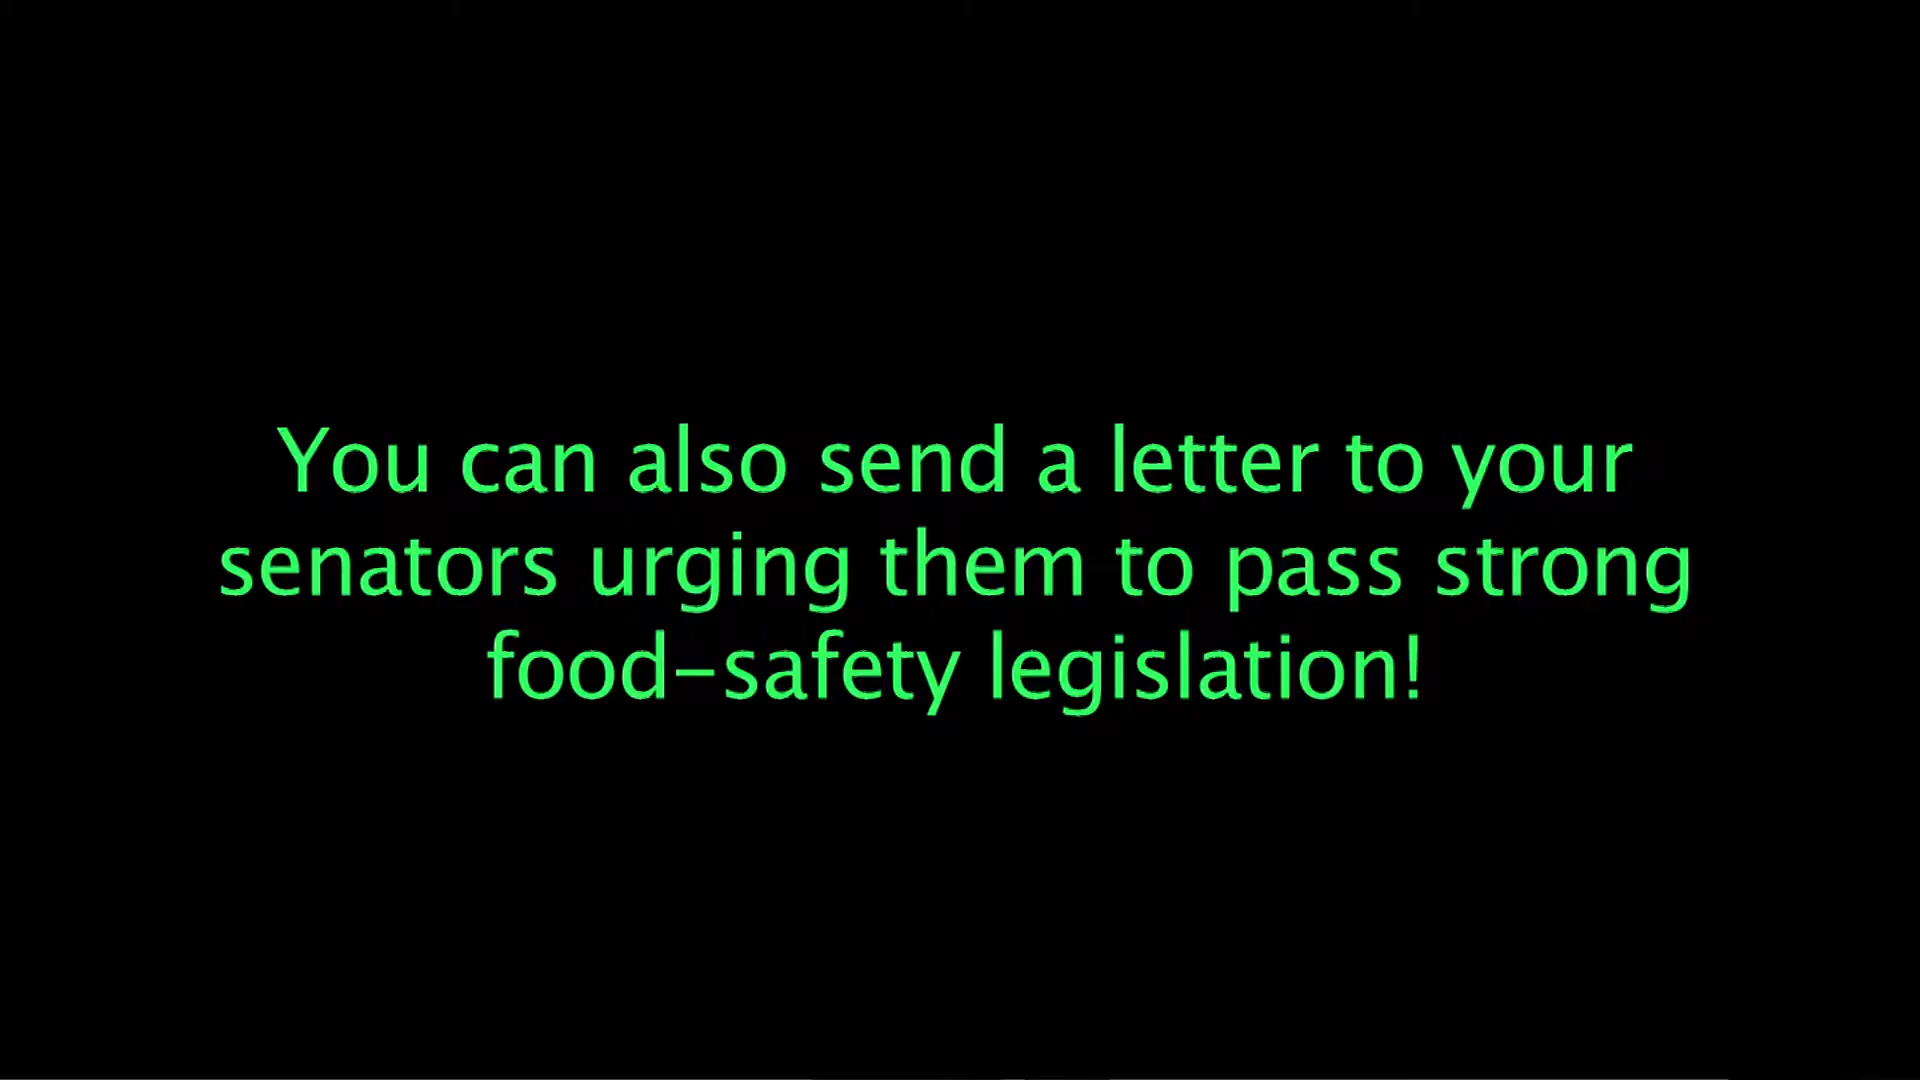 You can also send a letter to your
senators urging them to pass strong
food-safety legislation!